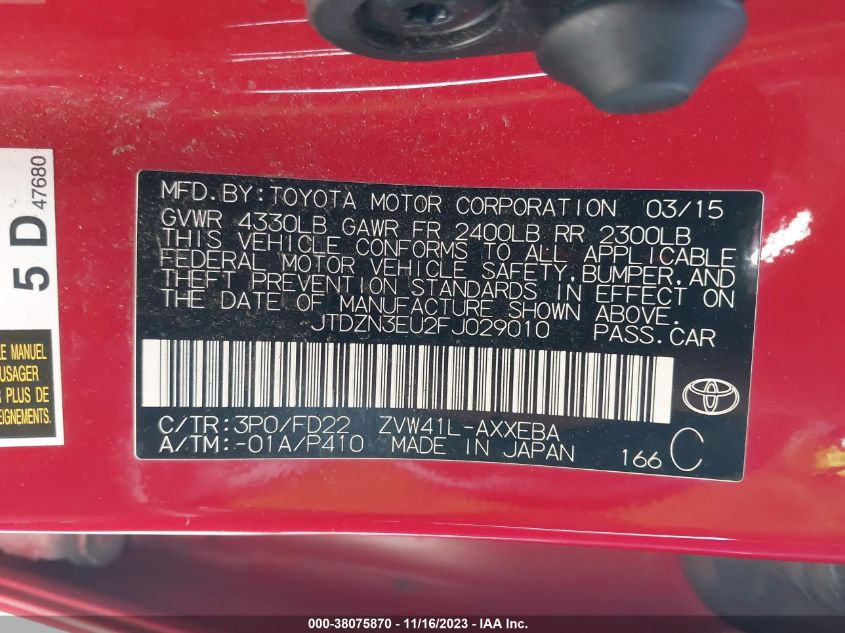 MFD.BY:TOYOTA MOTOR CORPORATION 03/15
GVWR 4330LB GAWR FR 2400LB RR 2300LB
THIS VEHICLE CONFORMS TO ALL APPLICABLE
FEDERAL MOTOR VEHICLE SAFETY,BUMPER,AND
THEFT PREVENTION STANDARDS IN EFFECT ON
THE DATE OF MANUFACTURE SHOWN ABOVE.
JTDZN3EU2FJ029010 PASS.CAR
C/TR:3P0/FD22 ZVW41L-AXXEBA
A/TM:-01A/P410 MADE IN JAPAN 166 C
5 D 47680
LE MANUEL
USAGER
R PLUS DE
EIGNEMENTS.
000-38075870 - 11/16/2023 - IAA Inc.